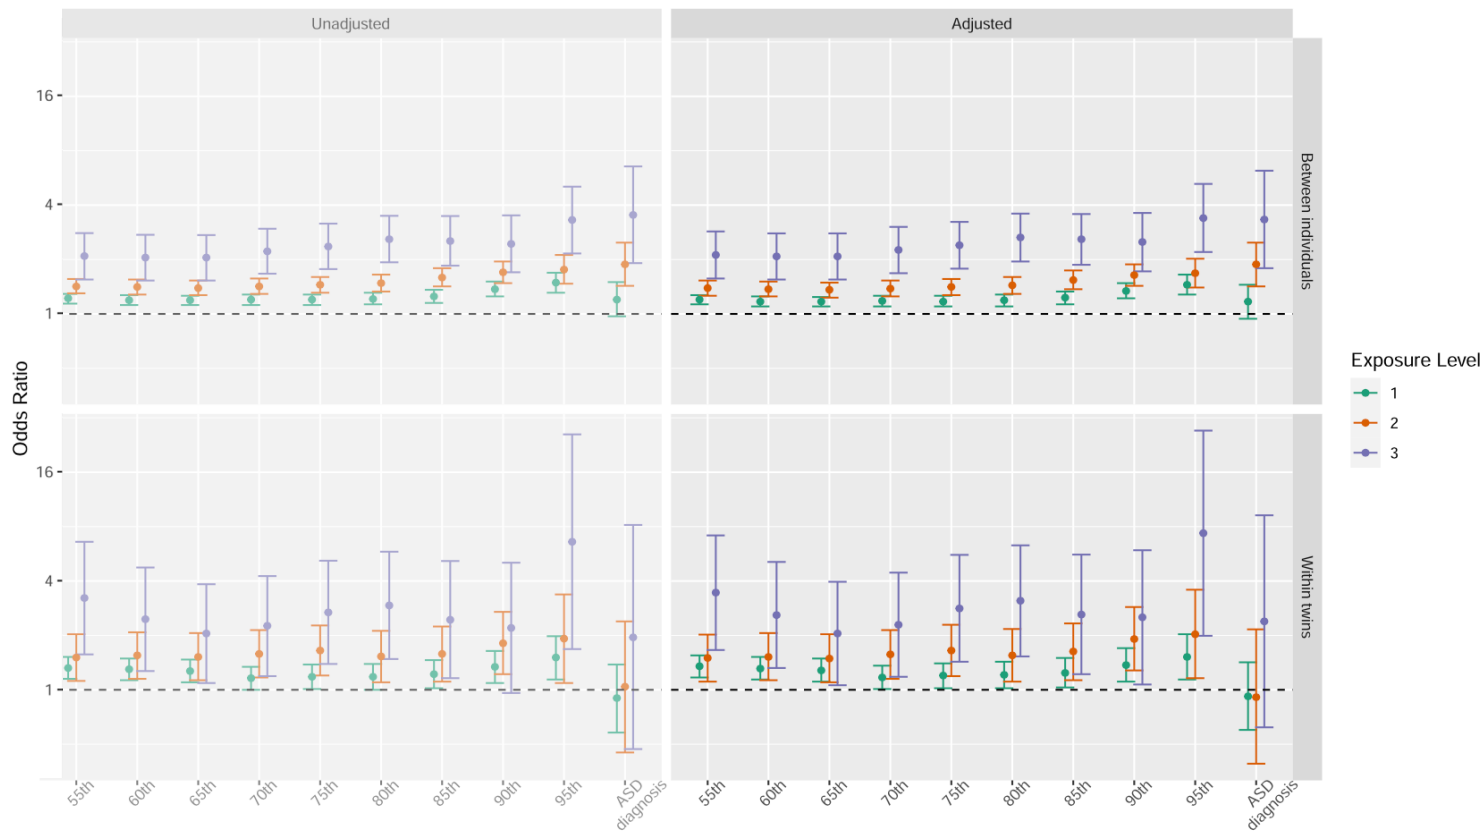 Unadjusted
Adjusted
16
4
1
Between individuals
Odds Ratio
16
4
1
Within twins
55th
60th
65th
70th
75th
80th
85th
90th
95th
ASD
diagnosis
55th
60th
65th
70th
75th
80th
85th
90th
95th
ASD
diagnosis
Exposure Level
1
2
3